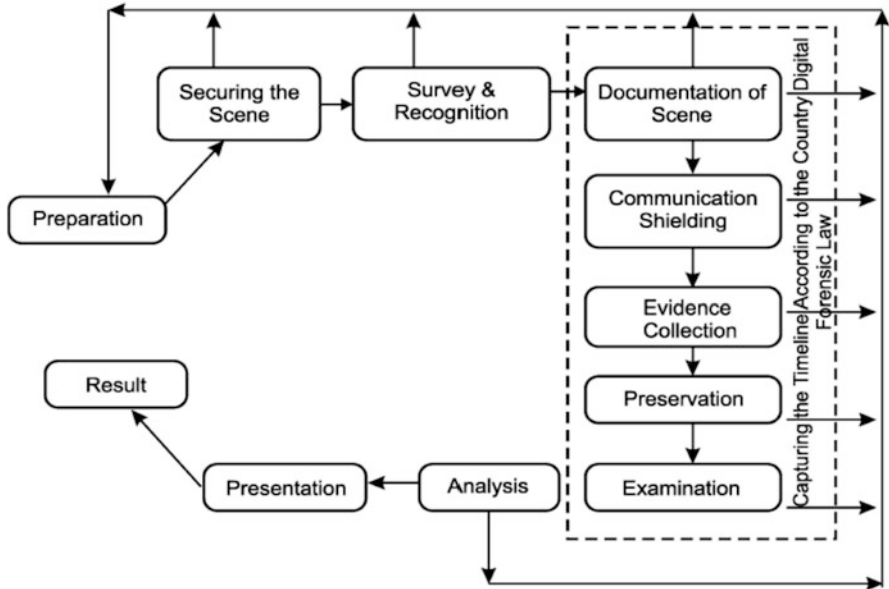 Securing the
Scene
Survey &
Recognition
Documentation of
Scene
Preparation
Communication
Shielding
Evidence
Collection
Result
Preservation
Presentation
Analysis
Examination
Capturing the Timeline According to the Country Digital
Forensic Law